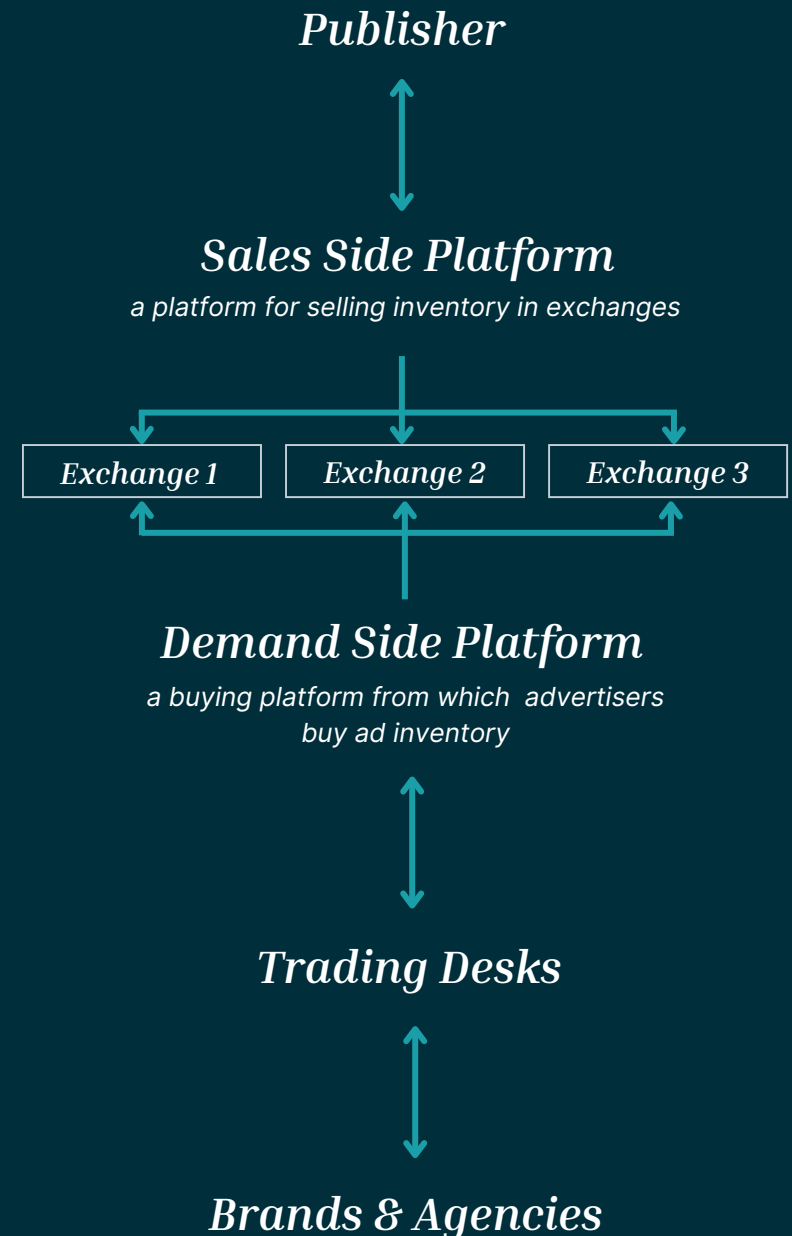 Publisher
Sales Side Platform
a platform for selling inventory in exchanges
Exchange 1
Exchange 2
Exchange 3
Demand Side Platform
a buying platform from which advertisers
buy ad inventory
Trading Desks
Brands & Agencies